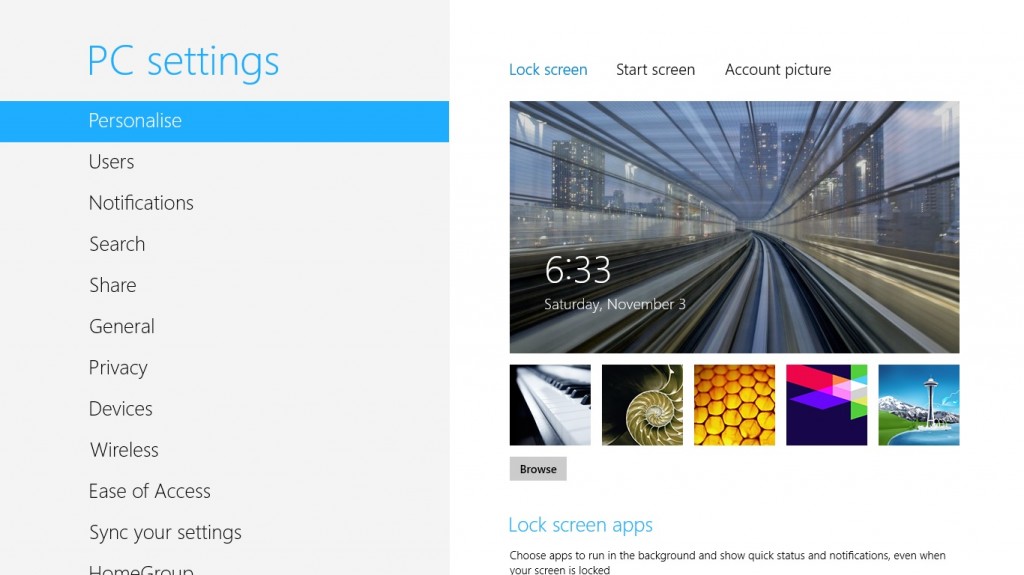 PC settings
Personalise
Users
Notifications
Search
Share
General
Privacy
Devices
Wireless
Ease of Access
Sync your settings
HomeGroup
Lock screen Start screen Account picture
6:33
Saturday, November 3
Browse
Lock screen apps
Choose apps to run in the background and show quick status and notifications, even when
your screen is locked